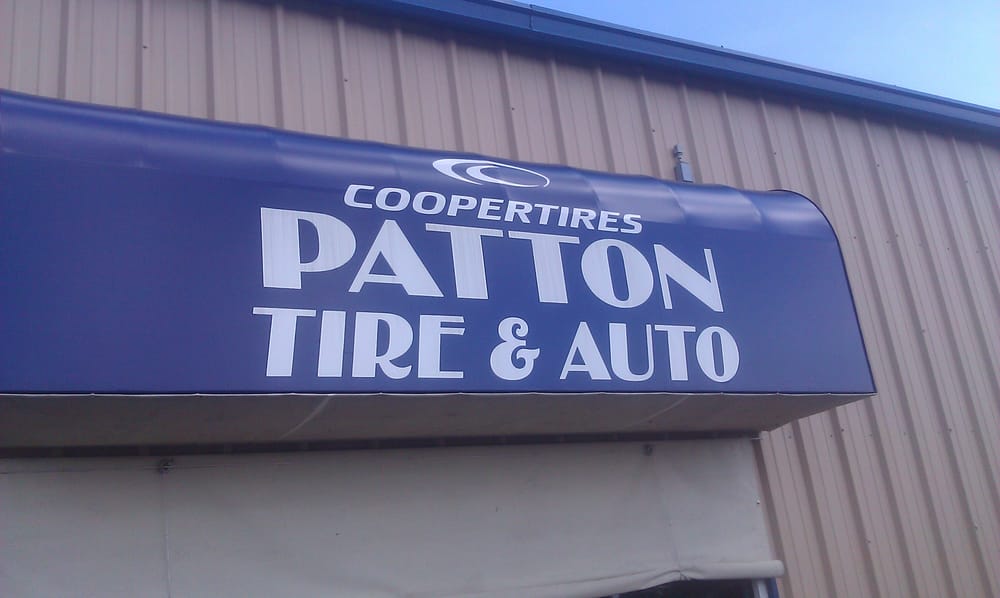 COOPERTIRES
PATTON
TIRE & AUTO